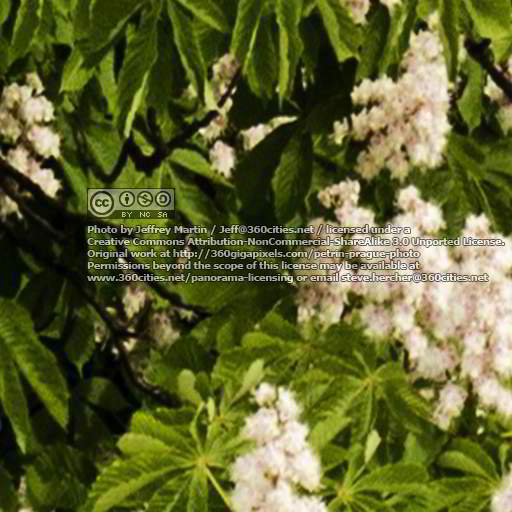 cc
BY NC SA
Photo by Jeffrey Martin / Jeff@360cities.net / licensed under a
Creative Commons Attribution-NonCommercial-ShareAlike 3.0 Unported License.
Original work at http://360gigapixels.com/petrin-prague-photo
Permissions beyond the scope of this license may be available at
www.360cities.net/panorama-licensing or email steve.hercher@360cities.net